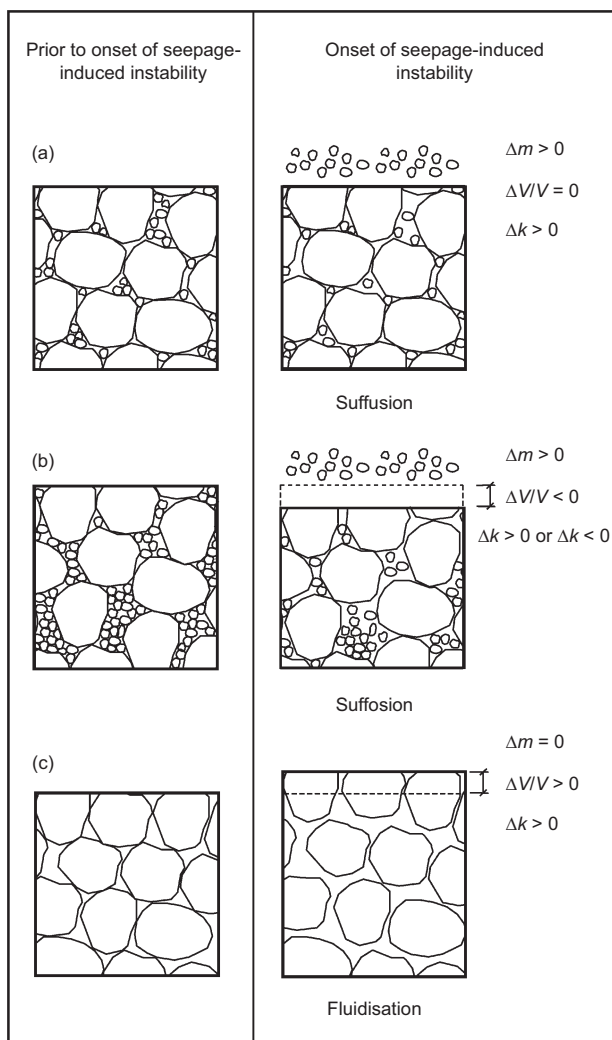 Prior to onset of seepage-
induced instability
Onset of seepage-induced
instability
(a)
Δm > 0
ΔV/V = 0
Δk > 0
Suffusion
(b)
Δm > 0
ΔV/V < 0
Δk > 0 or Δk < 0
Suffosion
(c)
Δm = 0
ΔV/V > 0
Δk > 0
Fluidisation